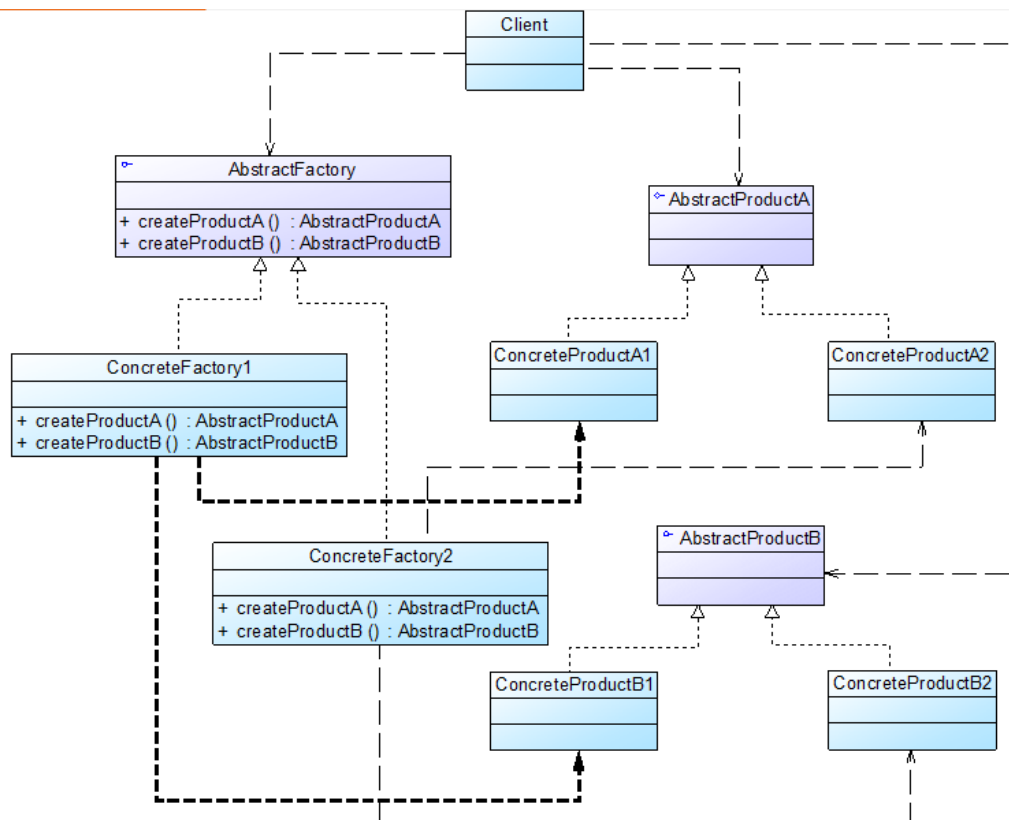 Client
AbstractFactory
+ createProductA () : AbstractProductA
+ createProductB () : AbstractProductB
AbstractProductA
ConcreteFactory1
+ createProductA () : AbstractProductA
+ createProductB () : AbstractProductB
ConcreteProductA1
ConcreteProductA2
ConcreteFactory2
+ createProductA () : AbstractProductA
+ createProductB () : AbstractProductB
AbstractProductB
ConcreteProductB1
ConcreteProductB2